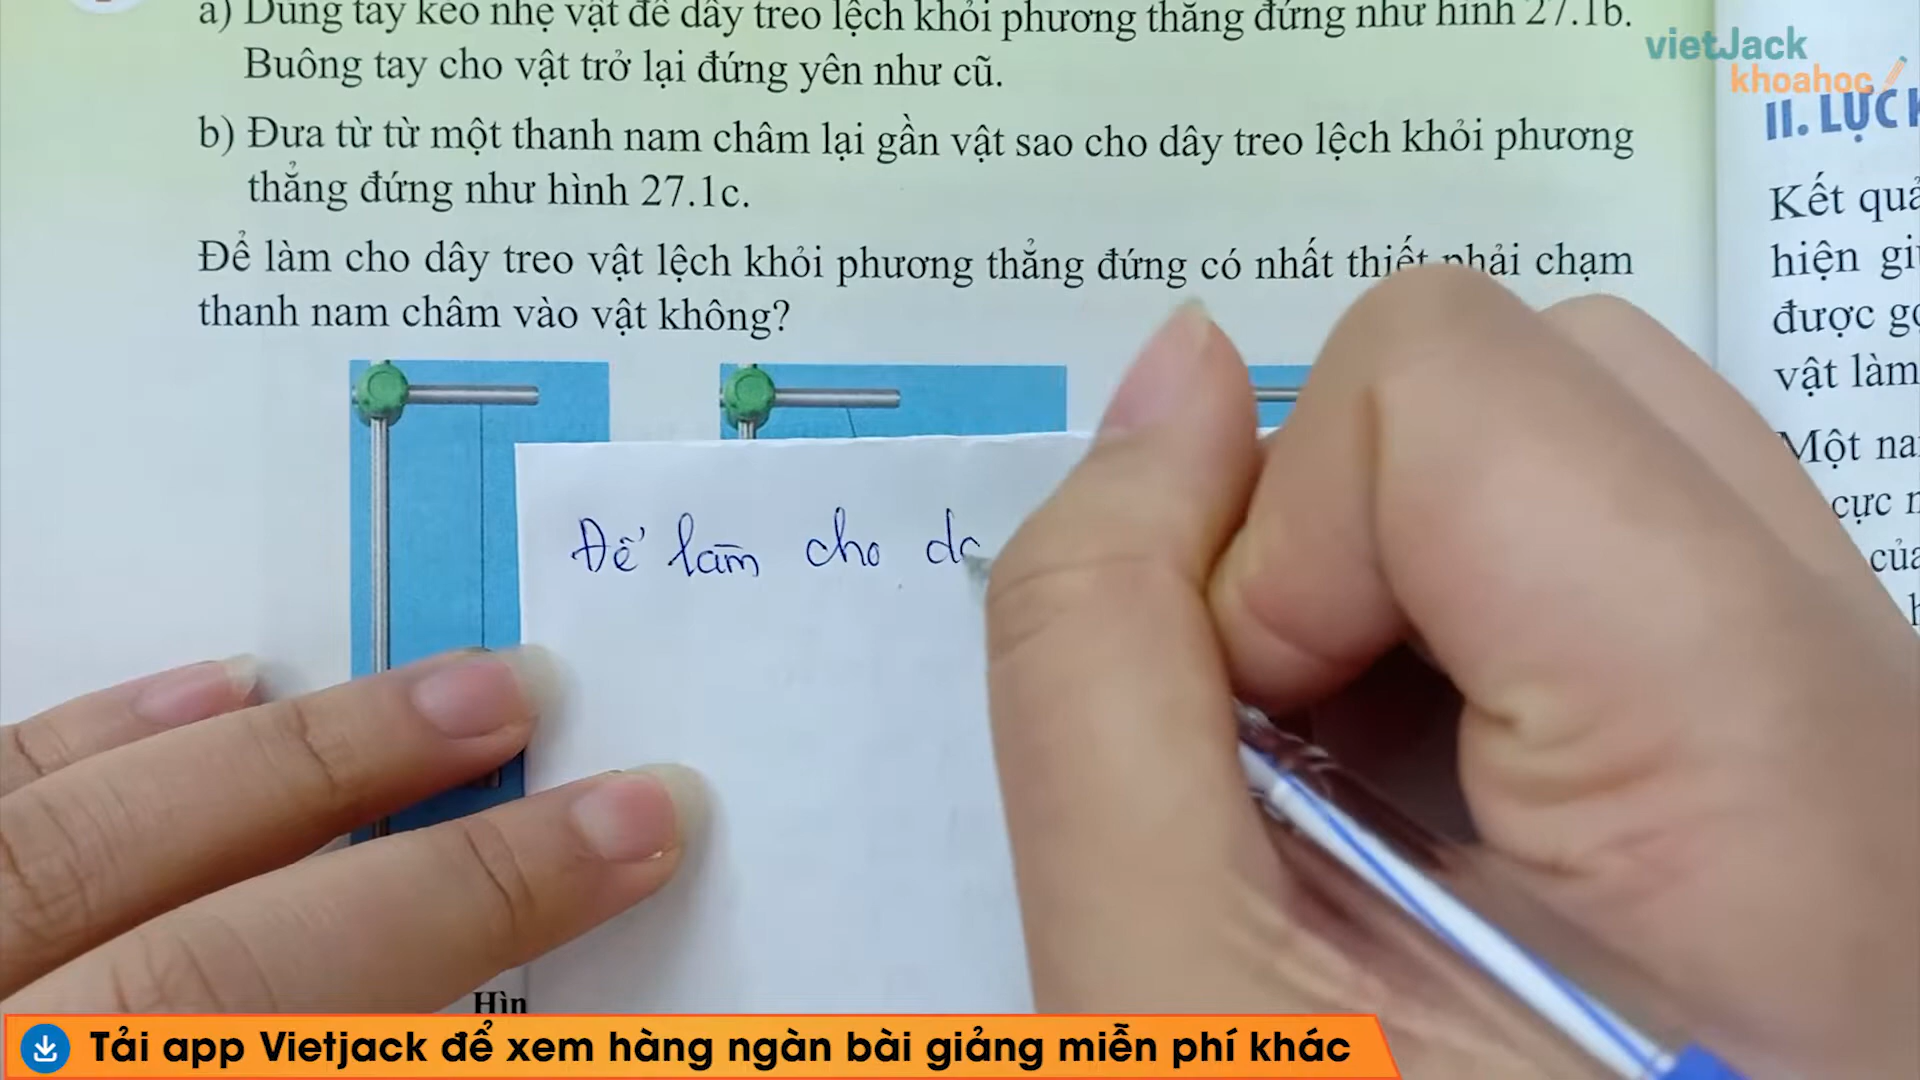 a) Dùng tay kéo nhẹ vật để dây treo lệch khỏi phương thẳng đứng như hình 27.1b.
Buông tay cho vật trở lại đứng yên như cũ.
b) Đưa từ từ một thanh nam châm lại gần vật sao cho dây treo lệch khỏi phương
thẳng đứng như hình 27.1c.
Để làm cho dây treo vật lệch khỏi phương thẳng đứng có nhất thiết phải chạm
thanh nam châm vào vật không?
Để làm cho
Hìn
vietJack
khoahoc
II. LỰC
Kết quả
hiện
được
vật làm
Một
cực
của
Tải app Vietjack để xem hàng ngàn bài giảng miễn phí khác